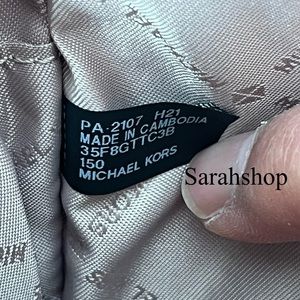 PA-2107 H21
MADE IN CAMBODIA
35F8GTTC3B
150
MICHAEL KORS
Sarahshop